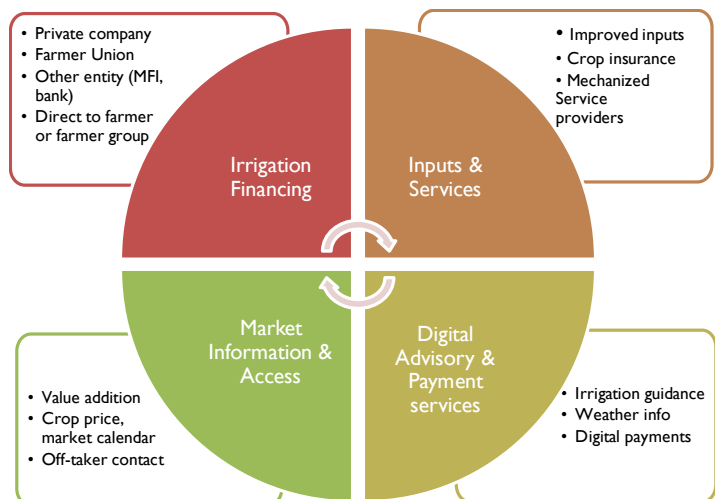 • Private company
• Farmer Union
• Other entity (MFI,
bank)
• Direct to farmer
or farmer group
• Improved inputs
• Crop insurance
• Mechanized
Service
providers
Irrigation
Financing
Inputs &
Services
Market
Information &
Access
Digital
Advisory &
Payment
services
• Value addition
• Crop price,
market calendar
• Off-taker contact
• Irrigation guidance
• Weather info
• Digital payments